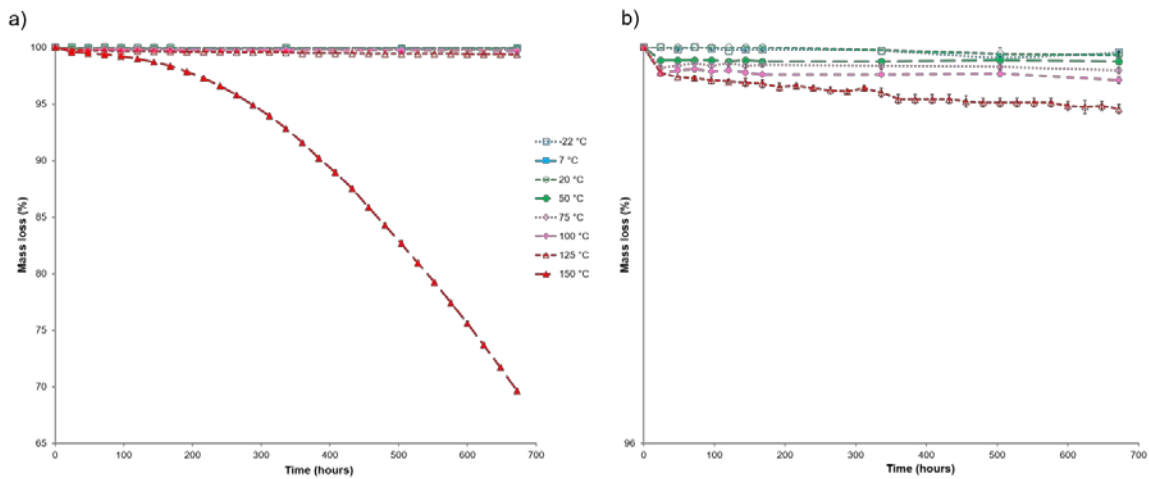 a)
100
95
90
85
80
75
70
65
Mass loss (%)
0 100 200 300 400 500 600 700
Time (hours)
-22 °C
7 °C
20 °C
50 °C
75 °C
100 °C
125 °C
150 °C
b)
96
Mass loss (%)
0 100 200 300 400 500 600 700
Time (hours)